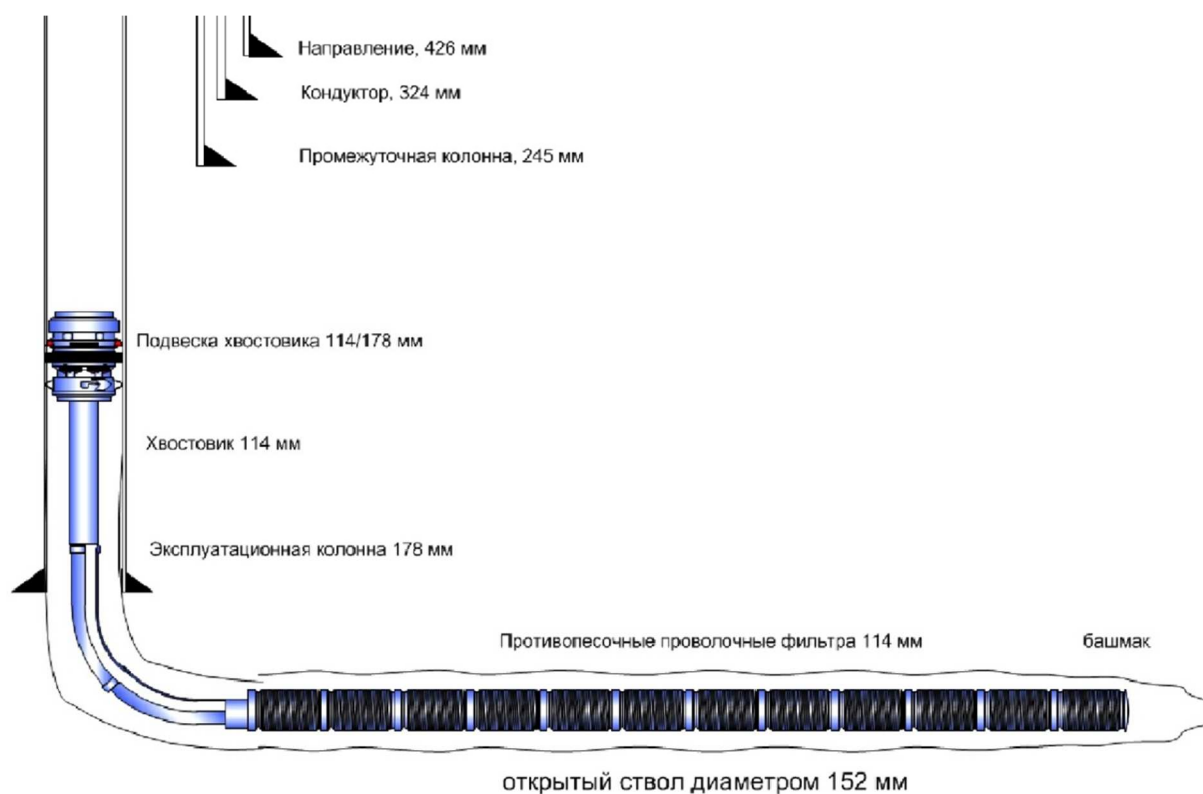 Направление, 426 мм
Кондуктор, 324 мм
Промежуточная колонна, 245 мм
Подвеска хвостовика 114/178 мм
Хвостовик 114 мм
Эксплуатационная колонна 178 мм
Противопесочные проволочные фильтра 114 мм
башмак
открытый ствол диаметром 152 мм